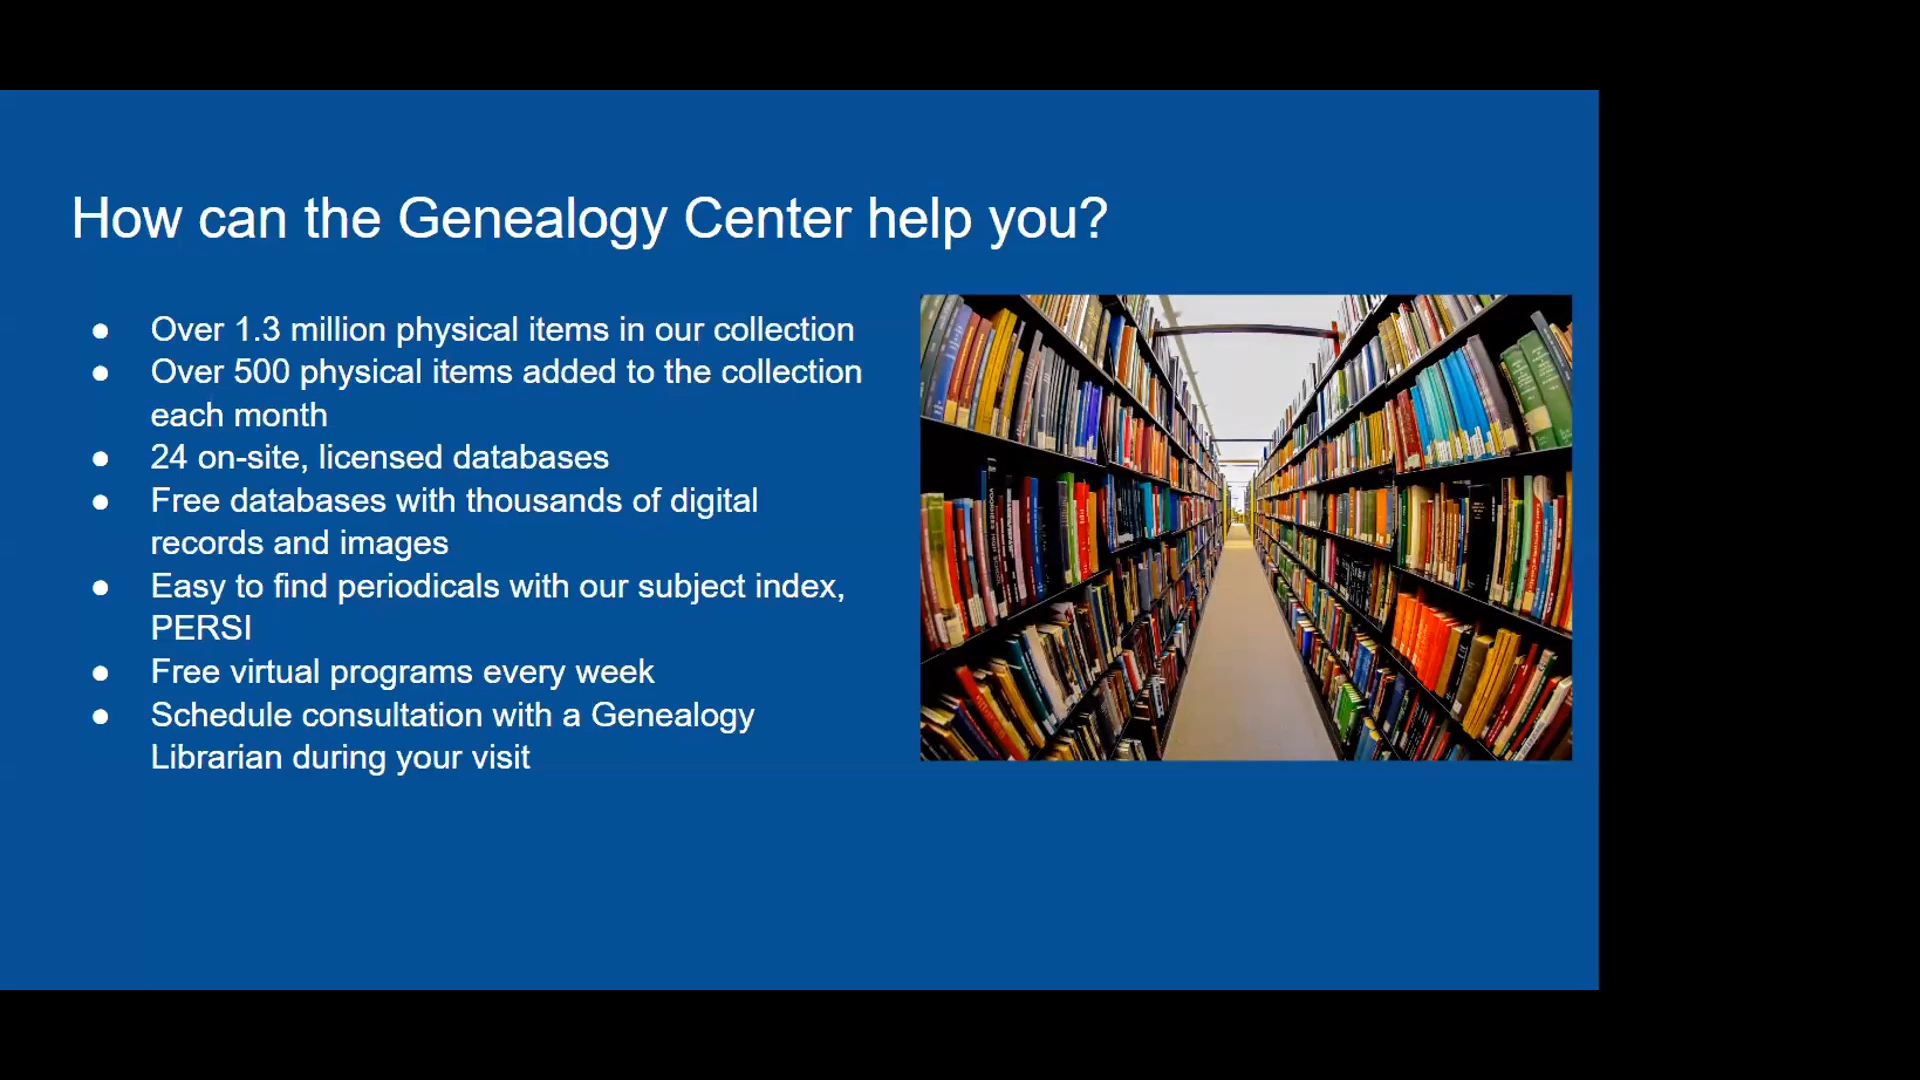 How can the Genealogy Center help you?
● Over 1.3 million physical items in our collection
● Over 500 physical items added to the collection
each month
● 24 on-site, licensed databases
● Free databases with thousands of digital
records and images
● Easy to find periodicals with our subject index,
PERSI
● Free virtual programs every week
● Schedule consultation with a Genealogy
Librarian during your visit